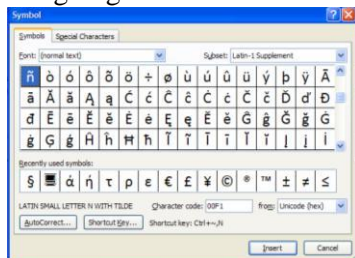 Symbol
Symbols Special Characters
Font: (normal text) Subset: Latin-1 Supplement
ñ ò ó ô õ ö ÷ ø ù ú û ü ý þ ÿ Ā
ā Ă ă Ą ą Ć ć Ĉ ĉ Ċ ċ Č č Ď ď Đ
đ Ē ē Ĕ ĕ Ė ė Ę ę Ě ě Ĝ ĝ Ğ ğ Ġ
ġ Ģ ģ Ĥ ĥ Ħ ħ Ĩ ĩ Ī ī Ĭ ĭ Į į İ
Recently used symbols:
§ ά ή τ ρ ε € £ ¥ © ® ™ ± ≠ ≤
LATIN SMALL LETTER N WITH TILDE Character code: 00F1 from: Unicode (hex)
AutoCorrect... Shortcut Key... Shortcut key: Ctrl+~,N
Insert Cancel